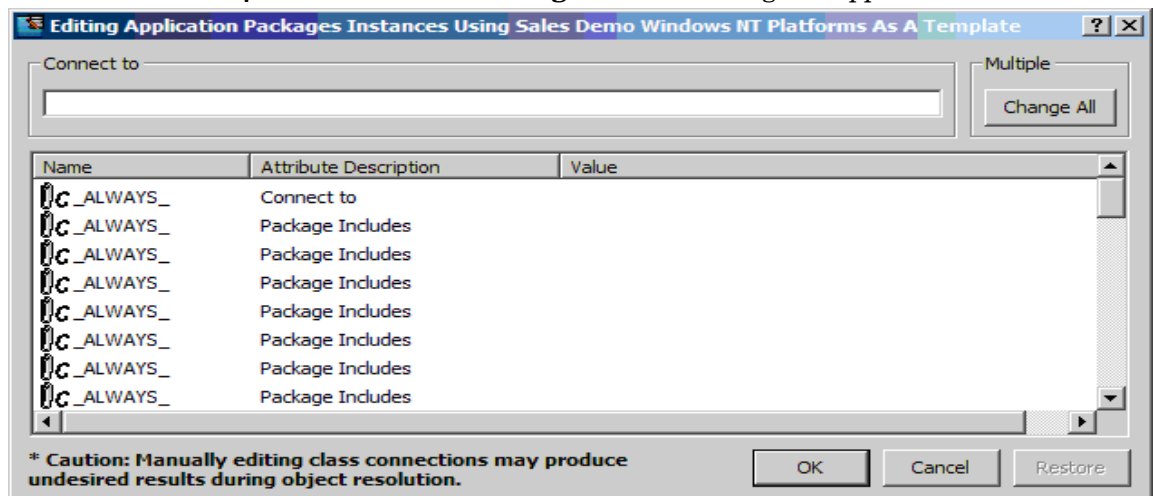 Editing Application Packages Instances Using Sales Demo Windows NT Platforms As A Template
Connect to
Multiple
Change All
Name Attribute Description Value
_ALWAYS_ Connect to
_ALWAYS_ Package Includes
_ALWAYS_ Package Includes
_ALWAYS_ Package Includes
_ALWAYS_ Package Includes
_ALWAYS_ Package Includes
_ALWAYS_ Package Includes
_ALWAYS_ Package Includes
* Caution: Manually editing class connections may produce
undesired results during object resolution.
OK Cancel Restore